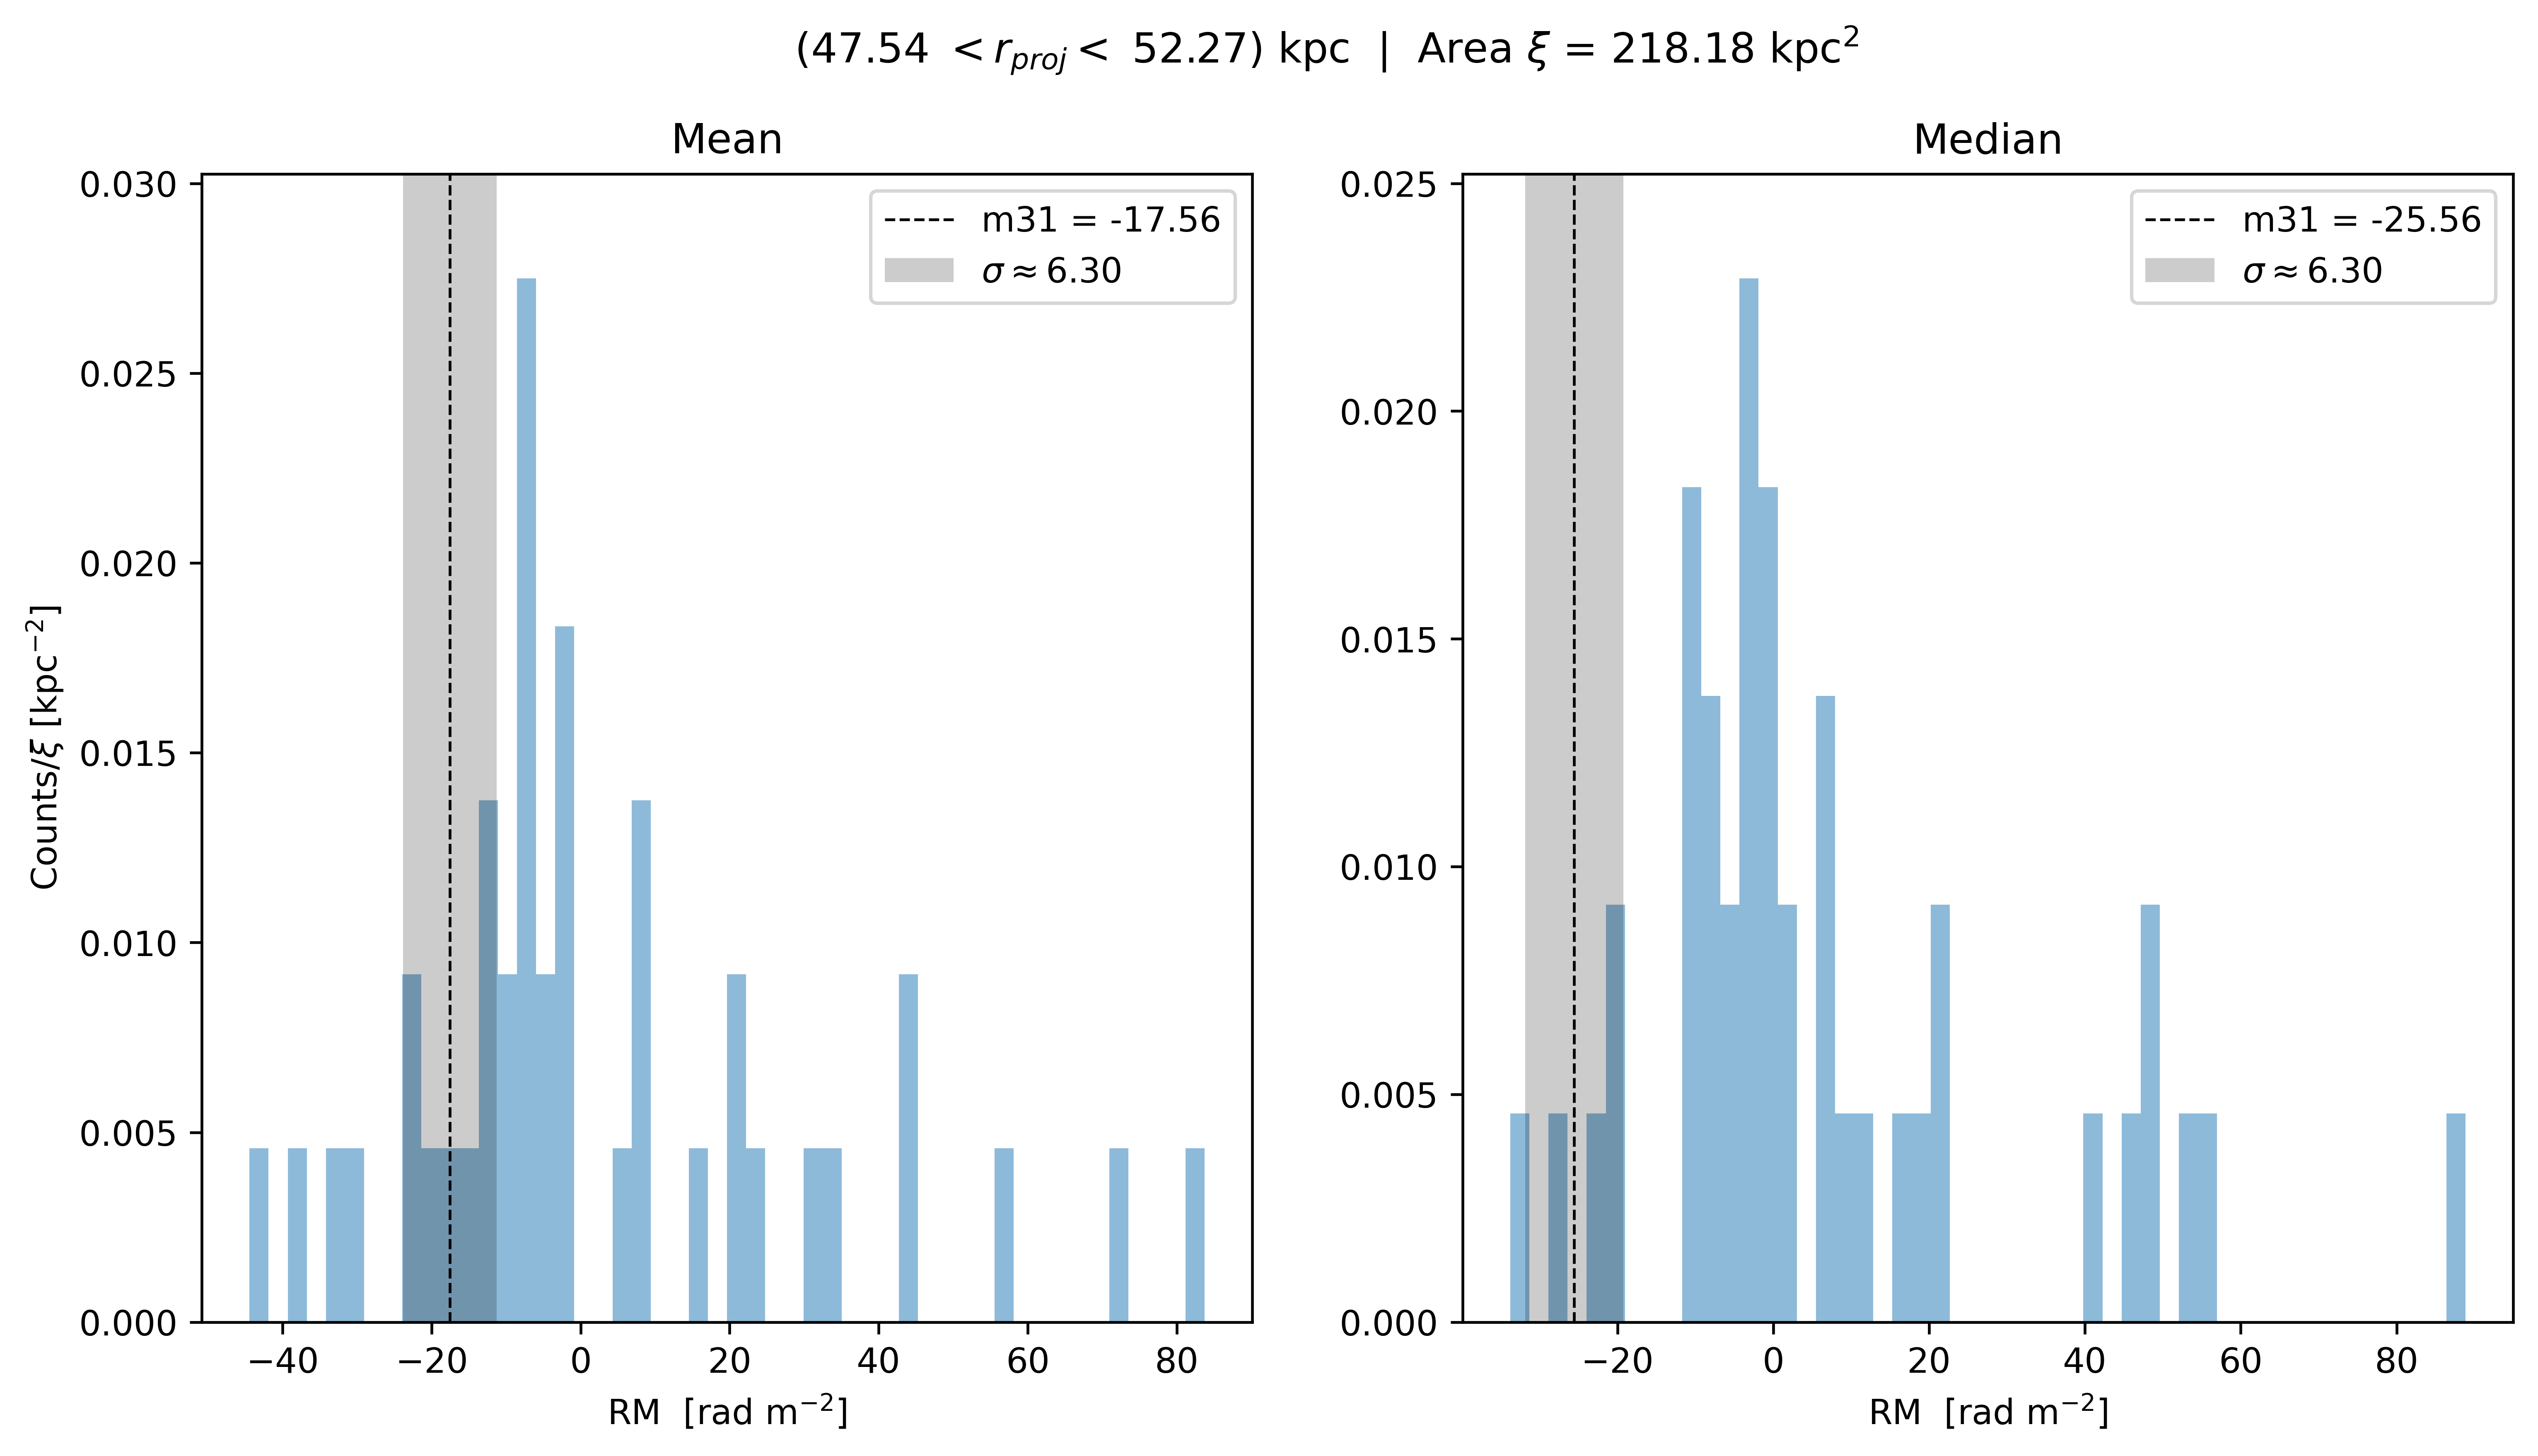 (47.54 < r_proj < 52.27) kpc | Area ξ = 218.18 kpc²
Mean
Counts/ξ [kpc⁻²]
0.030
0.025
0.020
0.015
0.010
0.005
0.000
m31 = -17.56
σ ≈ 6.30
−40 −20 0 20 40 60 80
RM [rad m⁻²]
Median
0.025
0.020
0.015
0.010
0.005
0.000
m31 = -25.56
σ ≈ 6.30
−20 0 20 40 60 80
RM [rad m⁻²]